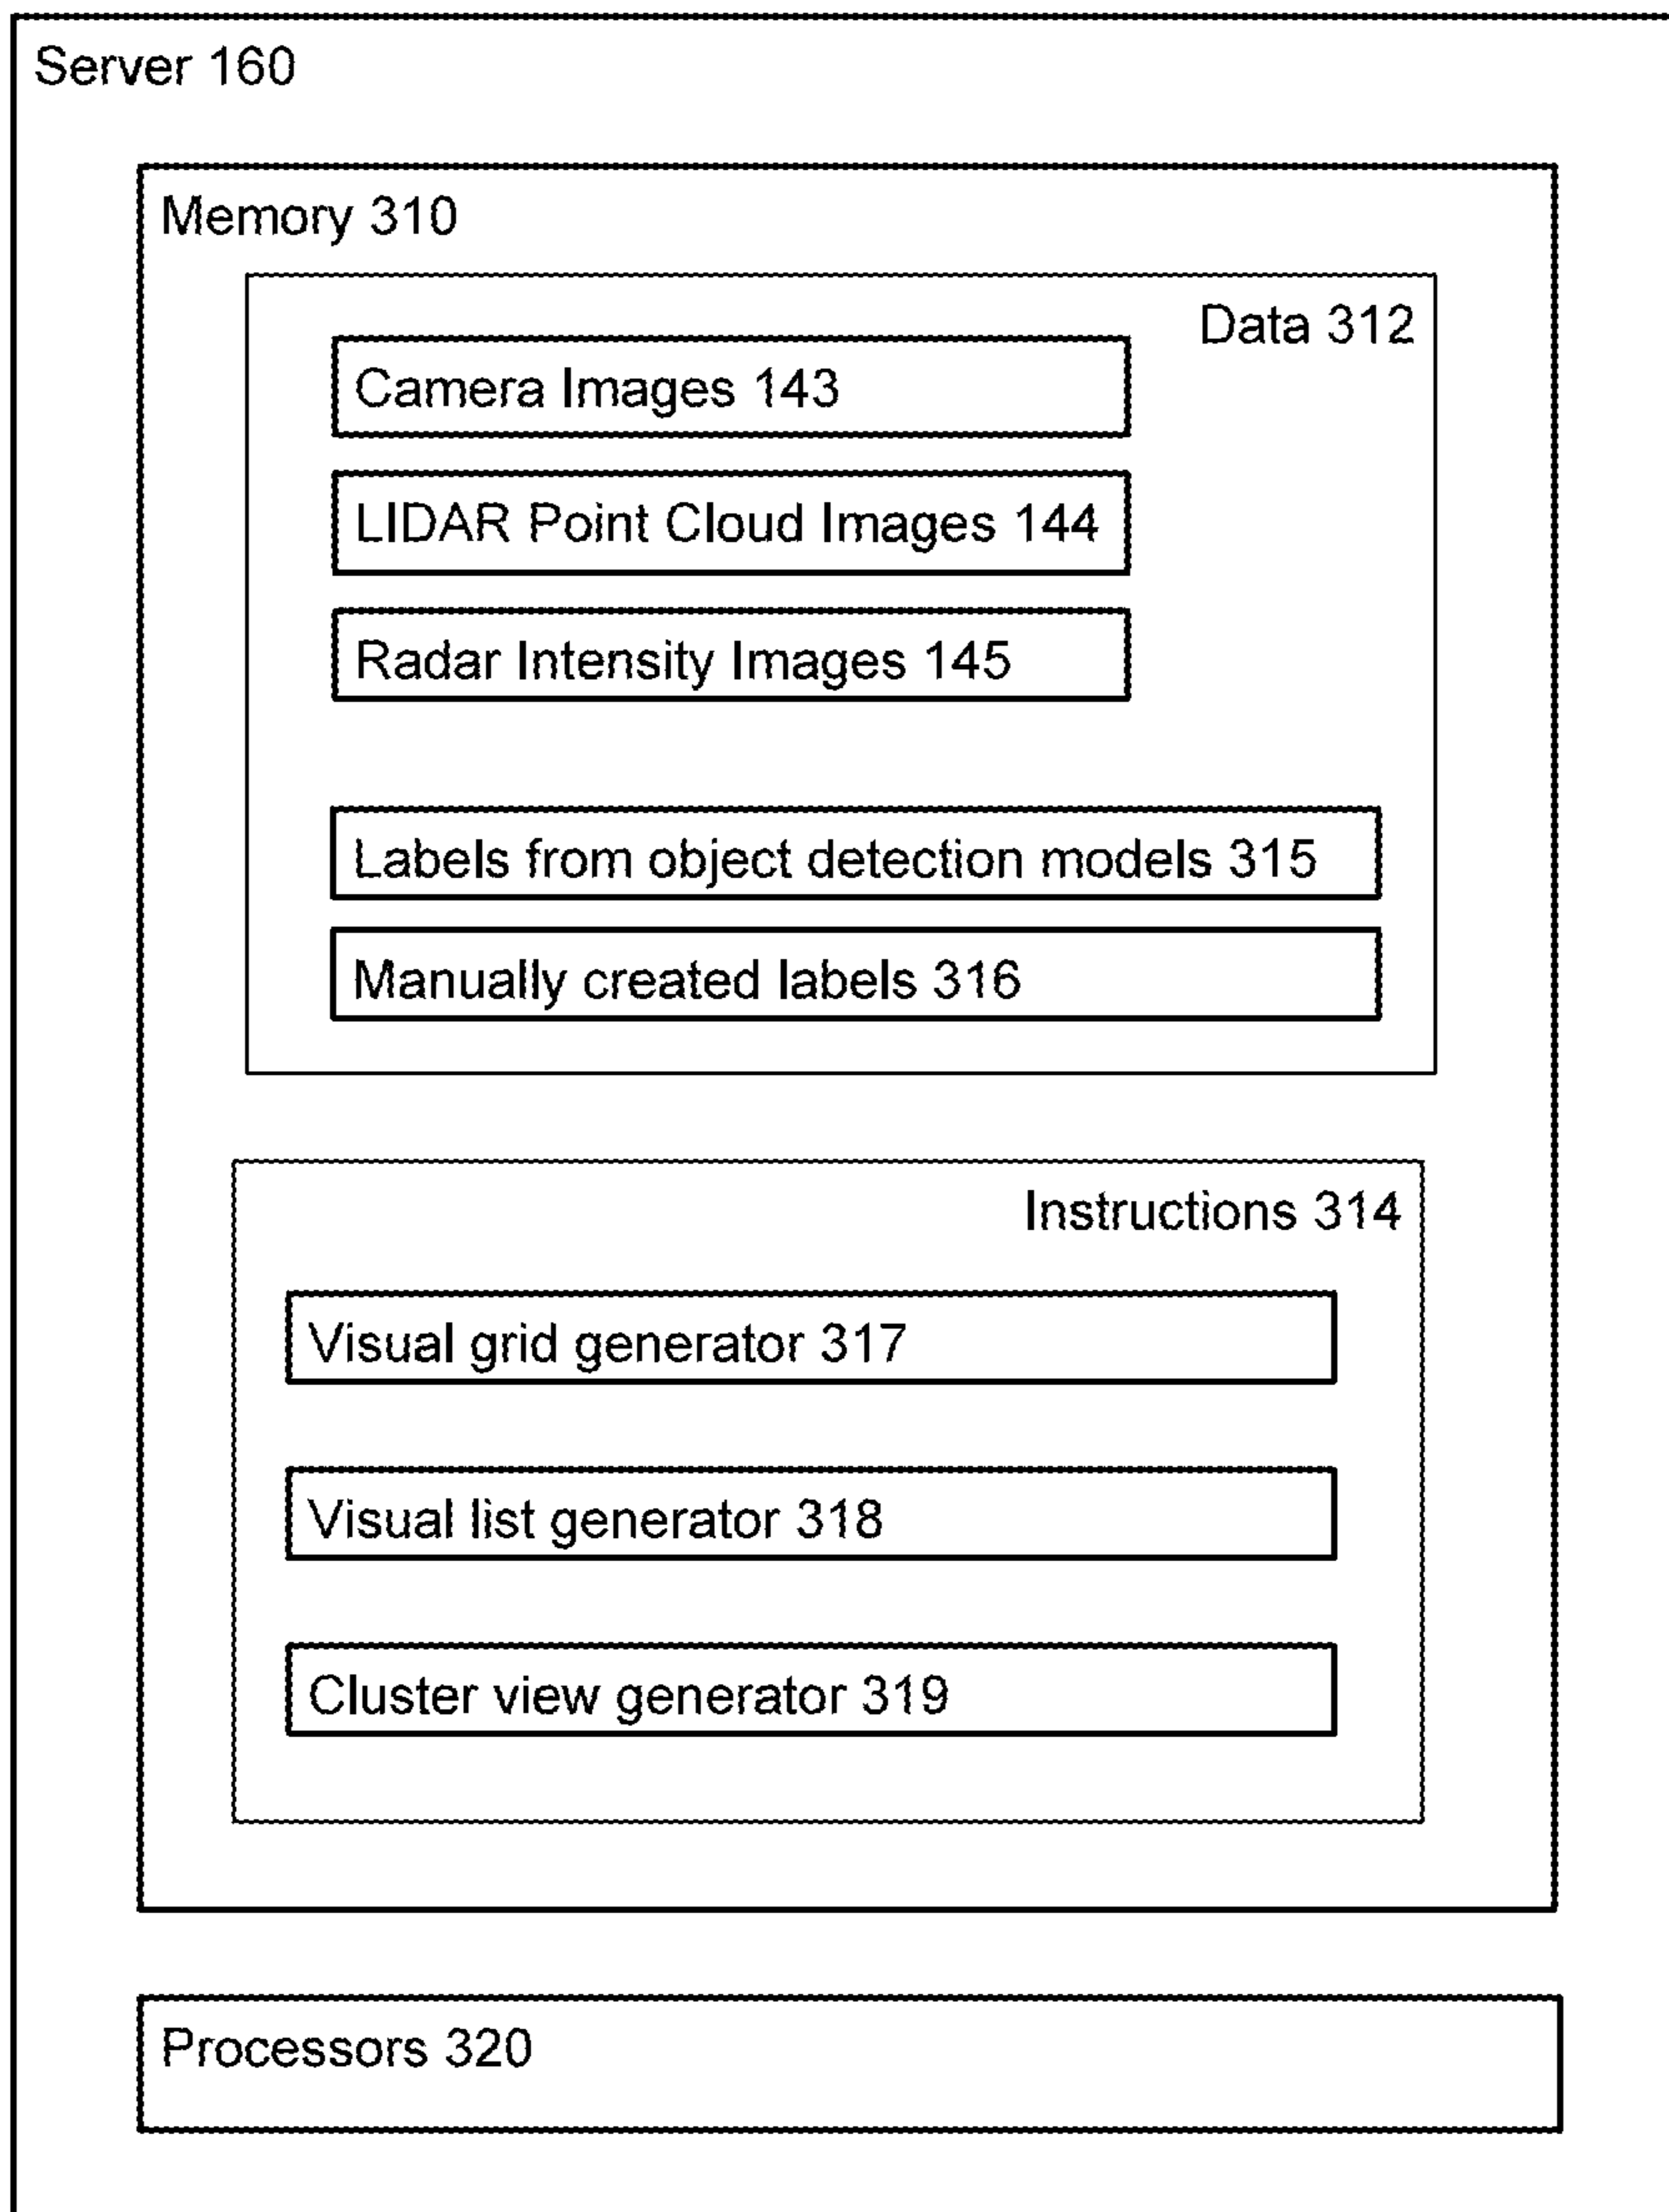 Server 160
Memory 310
Data 312
Camera Images 143
LIDAR Point Cloud Images 144
Radar Intensity Images 145
Labels from object detection models 315
Manually created labels 316
Instructions 314
Visual grid generator 317
Visual list generator 318
Cluster view generator 319
Processors 320